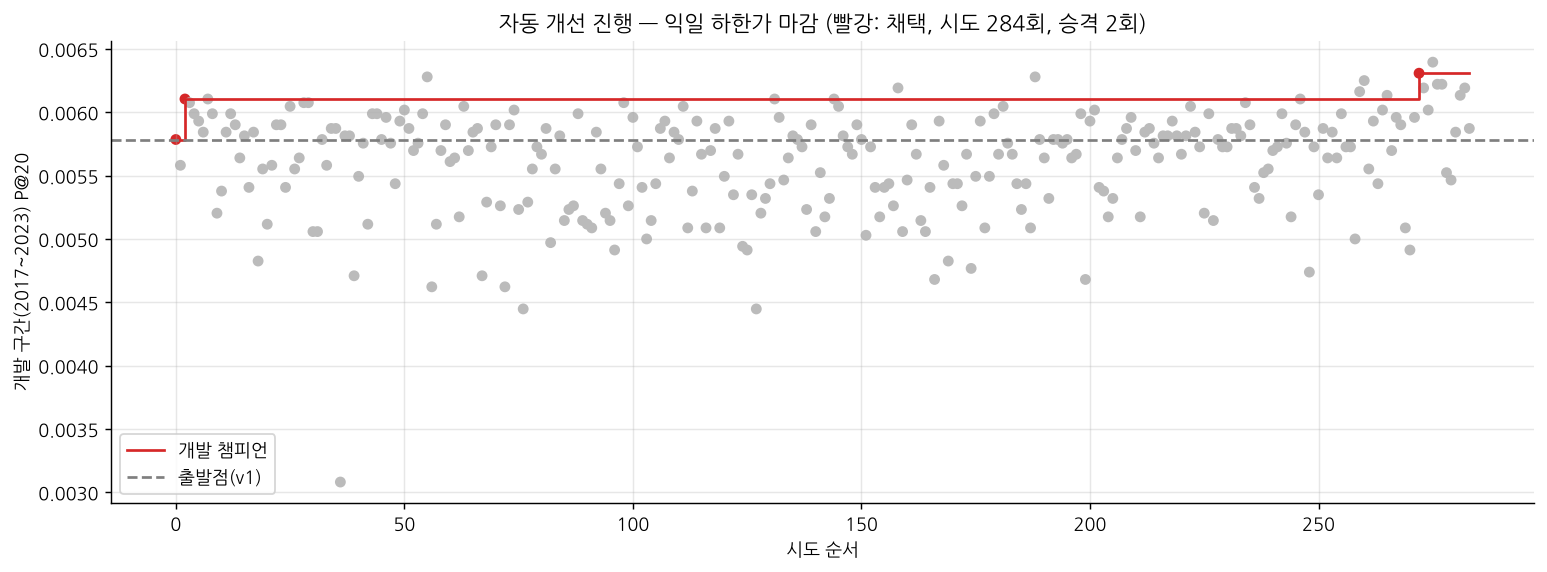 자동 개선 진행 — 익일 하한가 마감 (빨강: 채택, 시도 284회, 승격 2회)
개발 구간(2017~2023) P@20
0.0065
0.0060
0.0055
0.0050
0.0045
0.0040
0.0035
0.0030
개발 챔피언
출발점(v1)
0 50 100 150 200 250
시도 순서